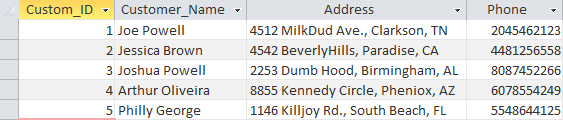 Custom_ID Customer_Name Address Phone
1 Joe Powell 4512 MilkDud Ave., Clarkson, TN 2045462123
2 Jessica Brown 4542 BeverlyHills, Paradise, CA 4481256558
3 Joshua Powell 2253 Dumb Hood, Birmingham, AL 8087452266
4 Arthur Oliveira 8855 Kennedy Circle, Pheniox, AZ 6078554249
5 Philly George 1146 Killjoy Rd., South Beach, FL 5548644125